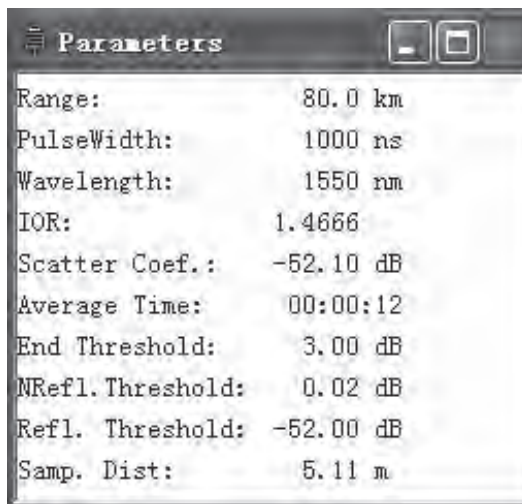 Parameters
Range: 80.0 km
PulseWidth: 1000 ns
Wavelength: 1550 nm
IOR: 1.4666
Scatter Coef.: -52.10 dB
Average Time: 00:00:12
End Threshold: 3.00 dB
NRefl.Threshold: 0.02 dB
Refl. Threshold: -52.00 dB
Samp. Dist: 5.11 m